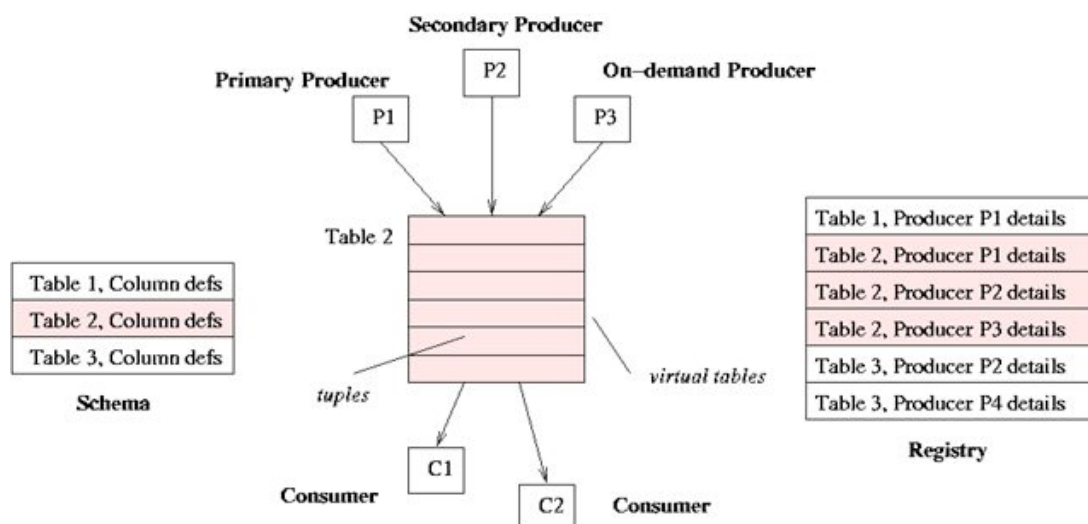 Secondary Producer
P2
On-demand Producer
Primary Producer
P1
P3
Table 2
Table 1, Column defs
Table 2, Column defs
Table 3, Column defs
Schema
tuples
virtual tables
Table 1, Producer P1 details
Table 2, Producer P1 details
Table 2, Producer P2 details
Table 2, Producer P3 details
Table 3, Producer P2 details
Table 3, Producer P4 details
Registry
C1
Consumer
C2
Consumer